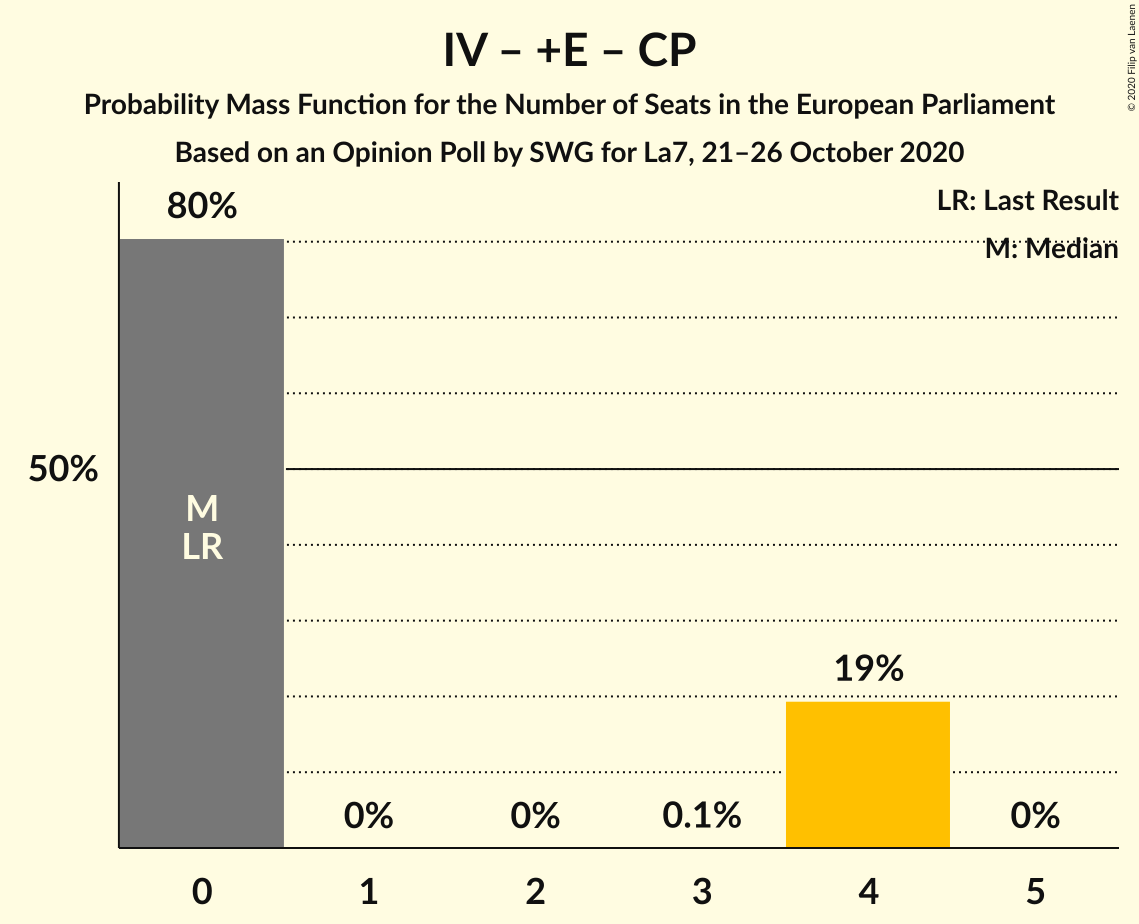 IV – +E – CP
Probability Mass Function for the Number of Seats in the European Parliament
Based on an Opinion Poll by SWG for La7, 21–26 October 2020
© 2020 Filip van Laenen
LR: Last Result
M: Median
80%
50%
M
LR
19%
0%
0%
0.1%
0%
0
1
2
3
4
5